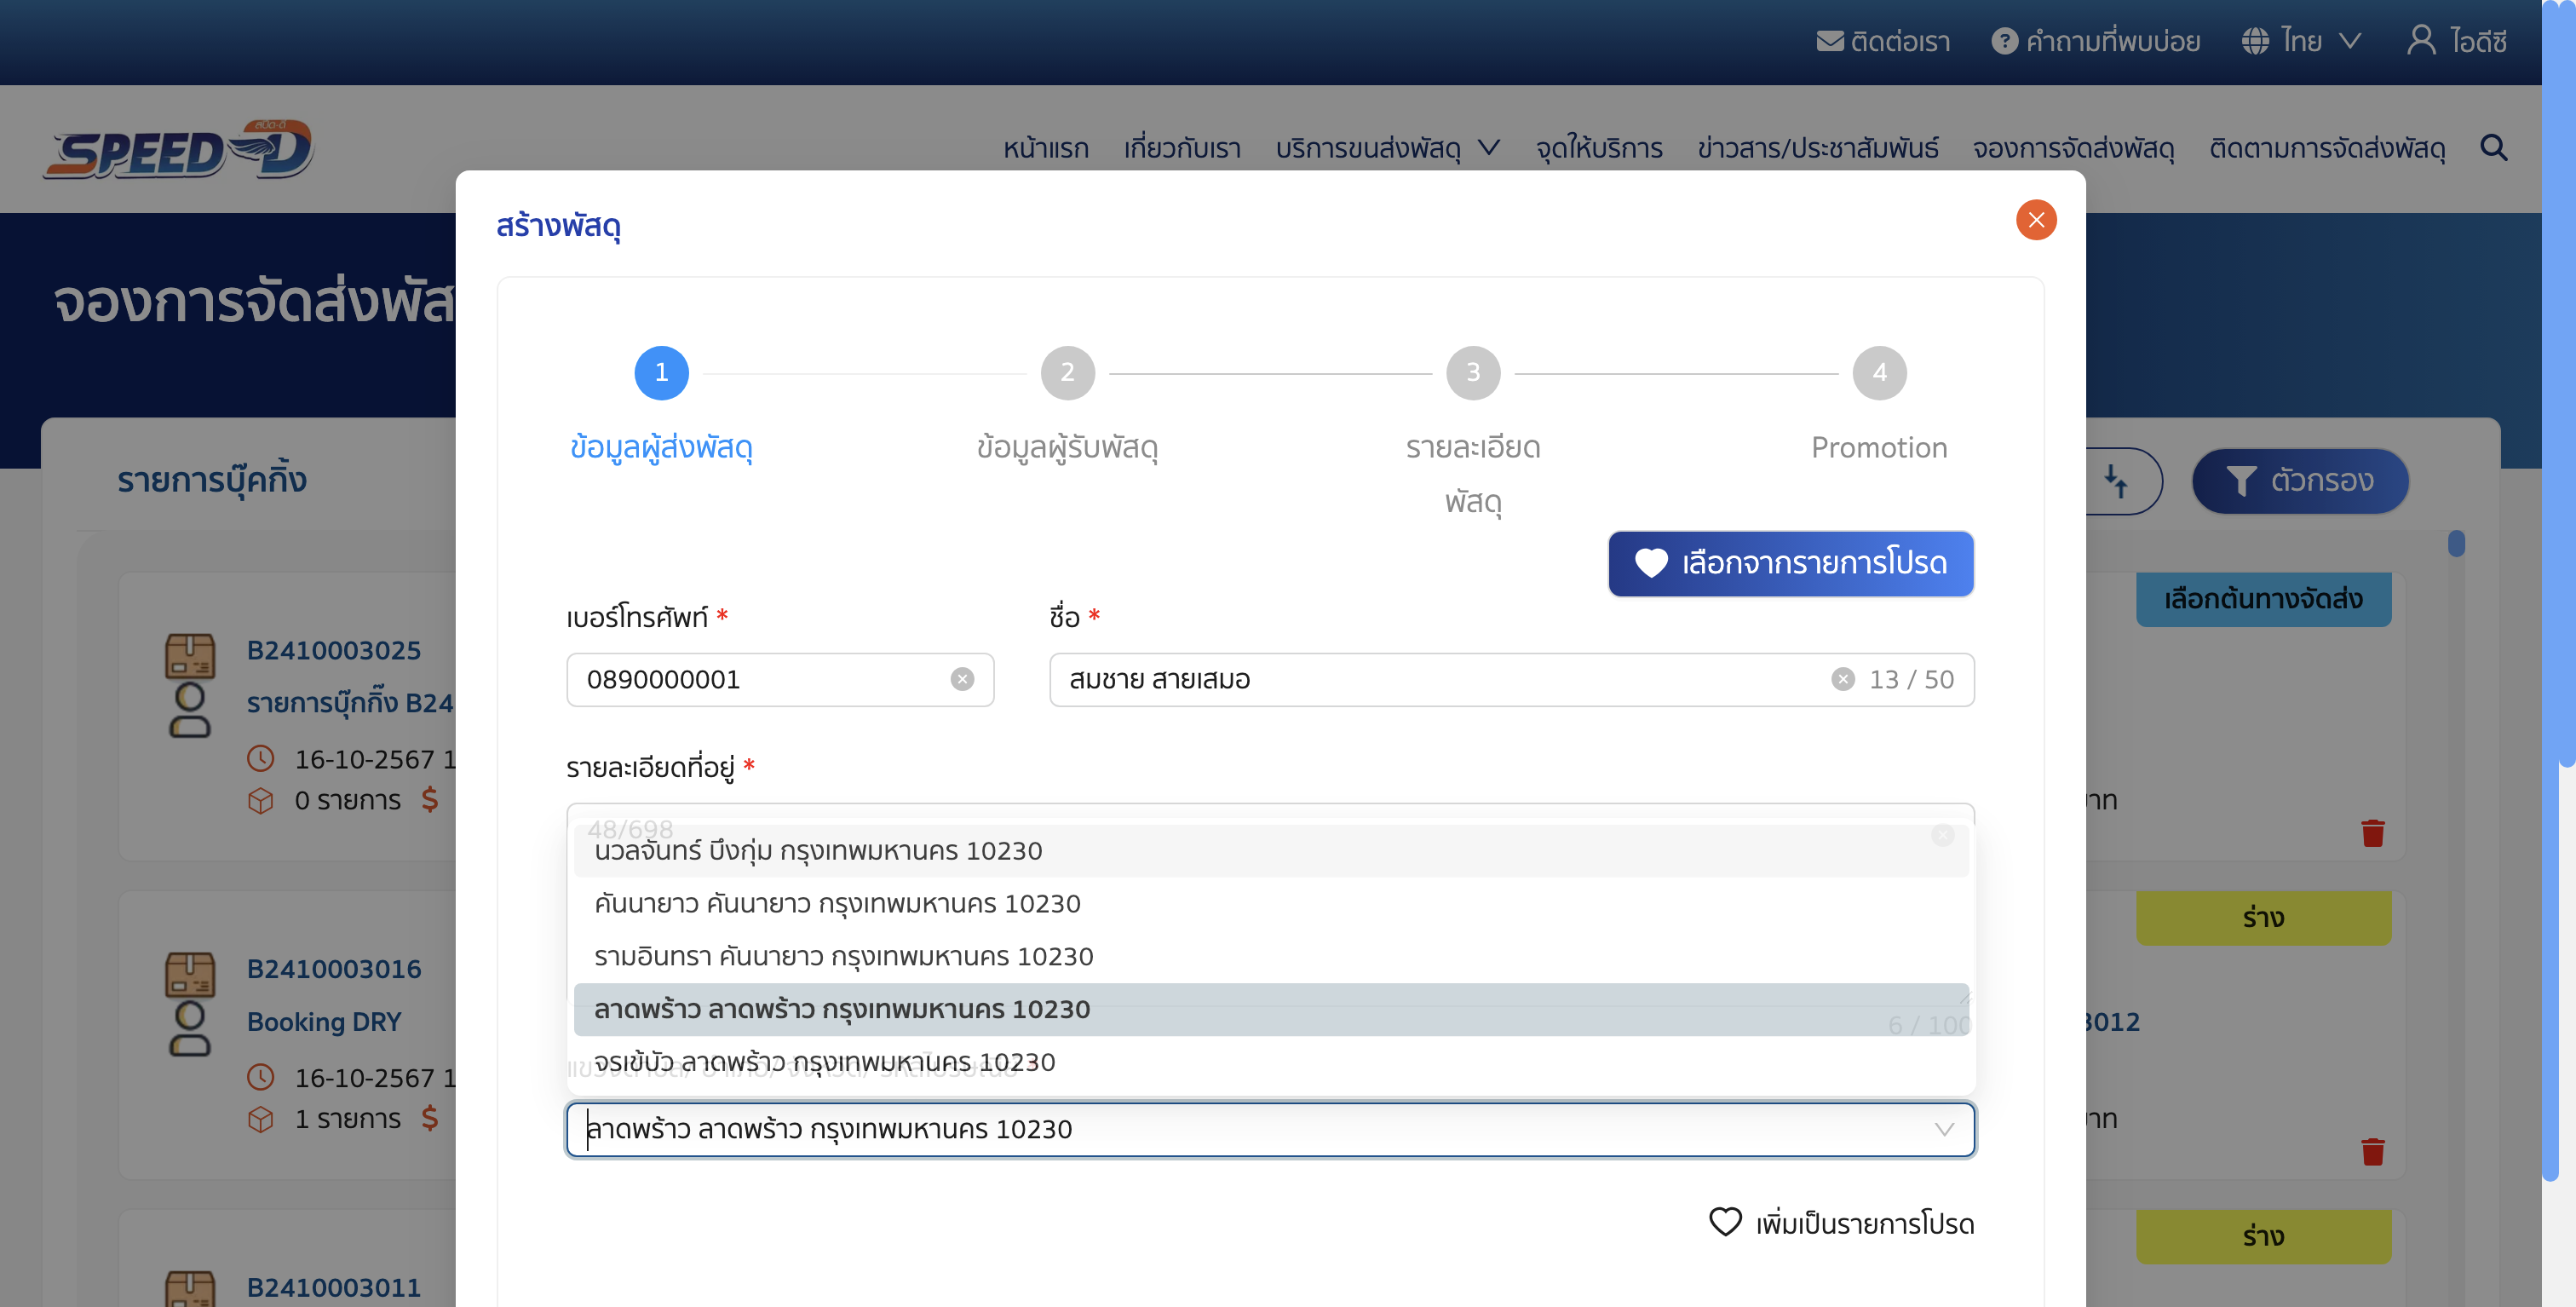 ติดต่อเรา คำถามที่พบบ่อย ไทย ไอดีซี
สปีด-ดี
SPEED-D
หน้าแรก เกี่ยวกับเรา บริการขนส่งพัสดุ จุดให้บริการ ข่าวสาร/ประชาสัมพันธ์ จองการจัดส่งพัสดุ ติดตามการจัดส่งพัสดุ
สร้างพัสดุ
จองการจัดส่งพัส
1 2 3 4
ข้อมูลผู้ส่งพัสดุ ข้อมูลผู้รับพัสดุ รายละเอียด Promotion
พัสดุ
รายการบุ๊คกิ้ง
ตัวกรอง
เลือกจากรายการโปรด
เบอร์โทรศัพท์ * ชื่อ *
0890000001 สมชาย สายเสมอ 13 / 50
รายละเอียดที่อยู่ *
48/698
นวลจันทร์ บึงกุ่ม กรุงเทพมหานคร 10230
คันนายาว คันนายาว กรุงเทพมหานคร 10230
รามอินทรา คันนายาว กรุงเทพมหานคร 10230
ลาดพร้าว ลาดพร้าว กรุงเทพมหานคร 10230
6 / 100
จรเข้บัว ลาดพร้าว กรุงเทพมหานคร 10230
ลาดพร้าว ลาดพร้าว กรุงเทพมหานคร 10230
เพิ่มเป็นรายการโปรด
B2410003025
รายการบุ๊กกิ๊ง B24
16-10-2567 1
0 รายการ $
เลือกต้นทางจัดส่ง
าท
B2410003016
Booking DRY
16-10-2567 1
1 รายการ $
ร่าง
3012
าท
B2410003011
ร่าง